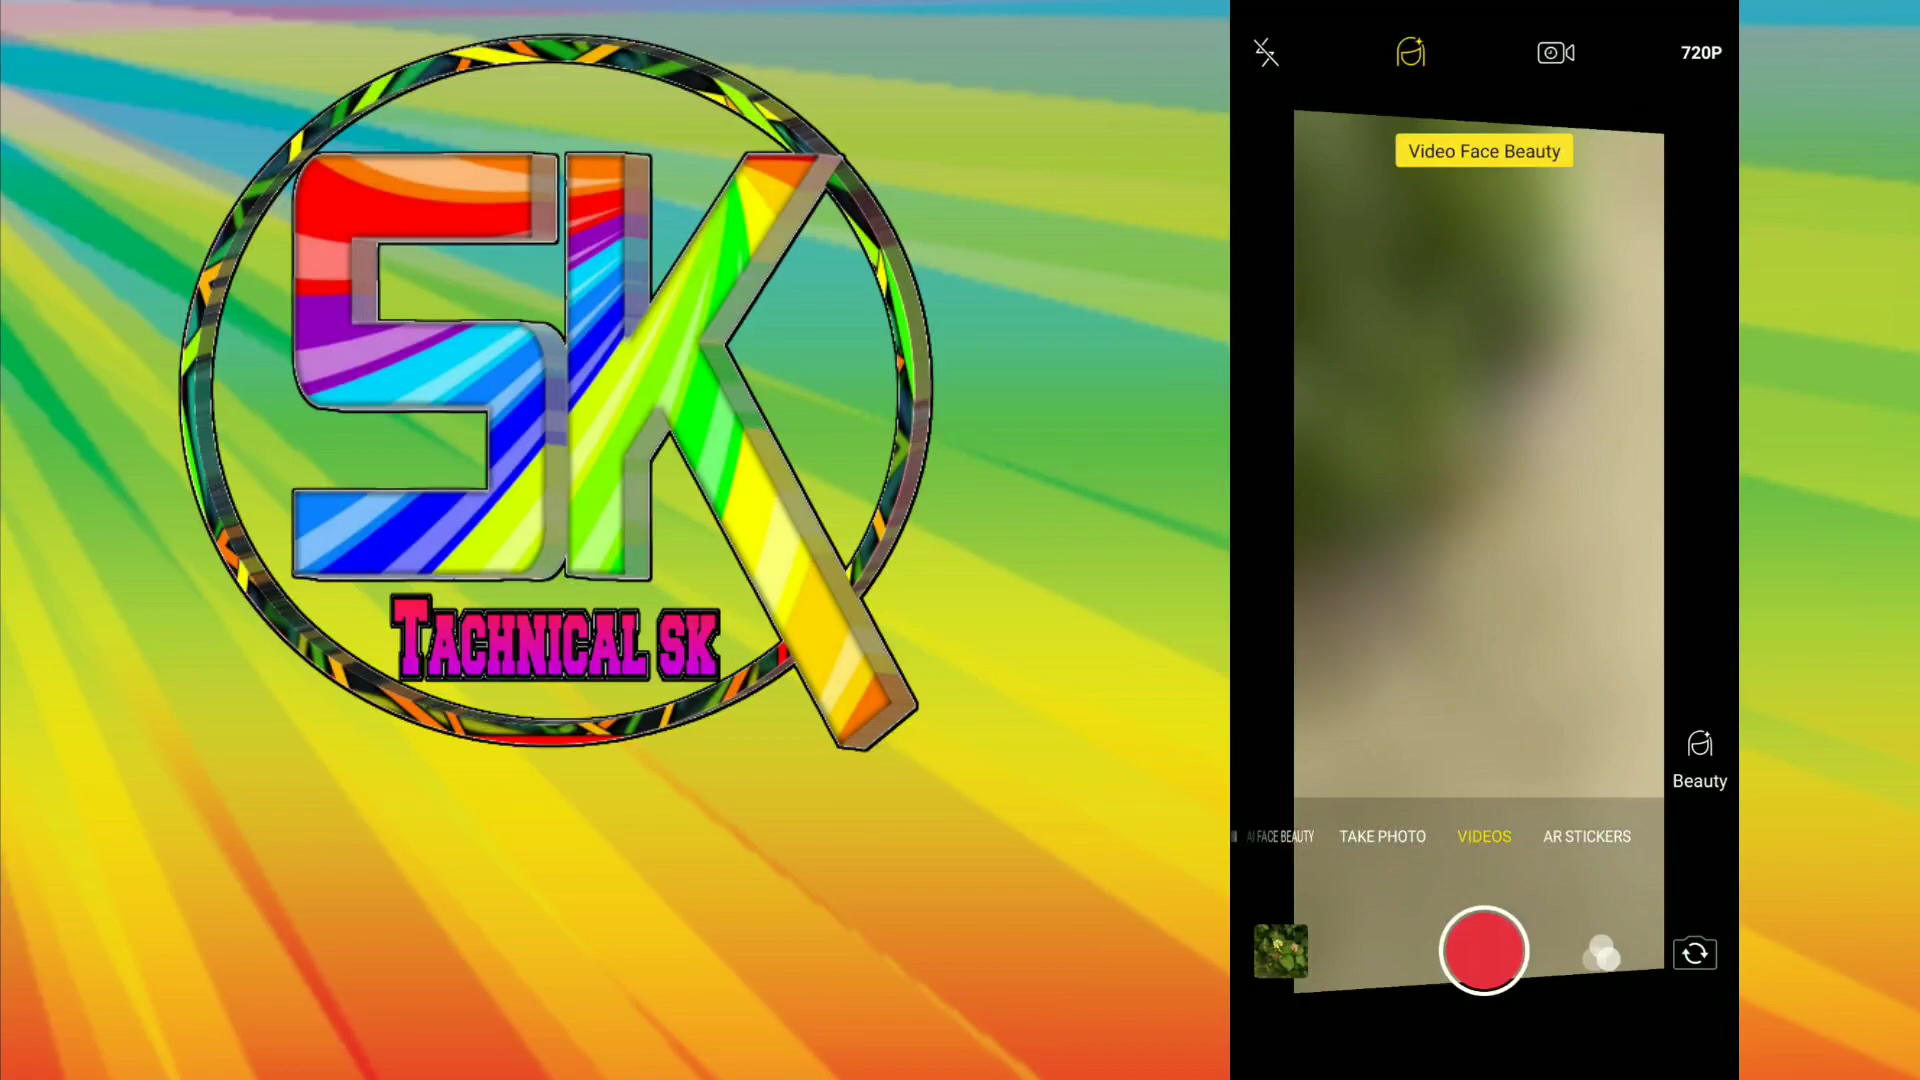 SK
TACHNICAL SK
720P
Video Face Beauty
Beauty
AI FACE BEAUTY TAKE PHOTO VIDEOS AR STICKERS